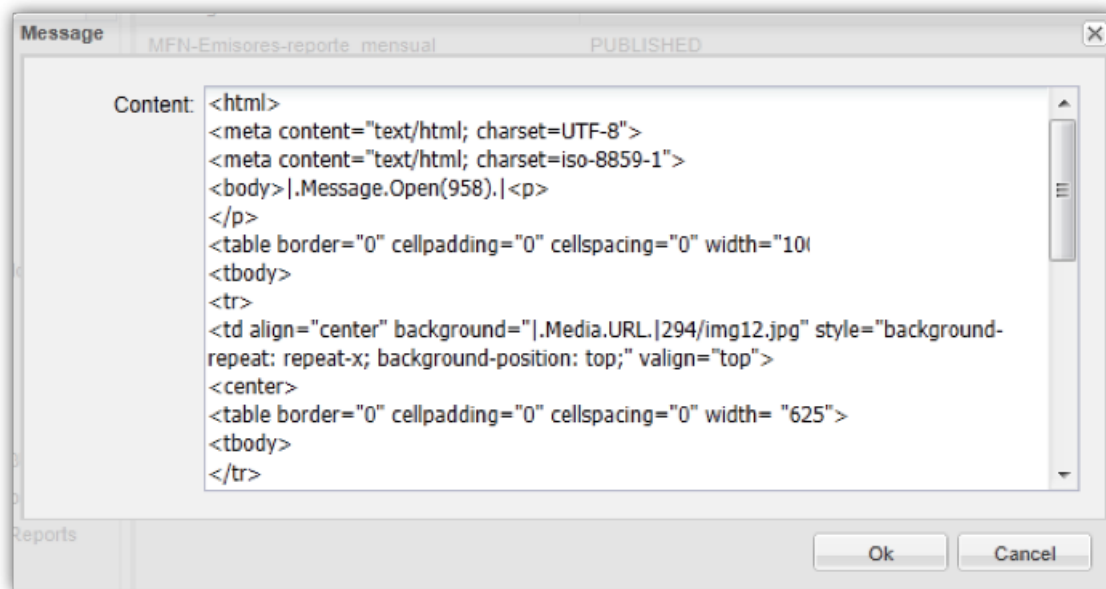 Message
MFN-Emisores-reporte_mensual PUBLISHED
Content:
<html>
<meta content="text/html; charset=UTF-8">
<meta content="text/html; charset=iso-8859-1">
<body>|.Message.Open(958).|<p>
</p>
<table border="0" cellpadding="0" cellspacing="0" width="100
<tbody>
<tr>
<td align="center" background="|.Media.URL.|294/img12.jpg" style="background-
repeat: repeat-x; background-position: top;" valign="top">
<center>
<table border="0" cellpadding="0" cellspacing="0" width= "625">
<tbody>
</tr>
Reports
Ok Cancel